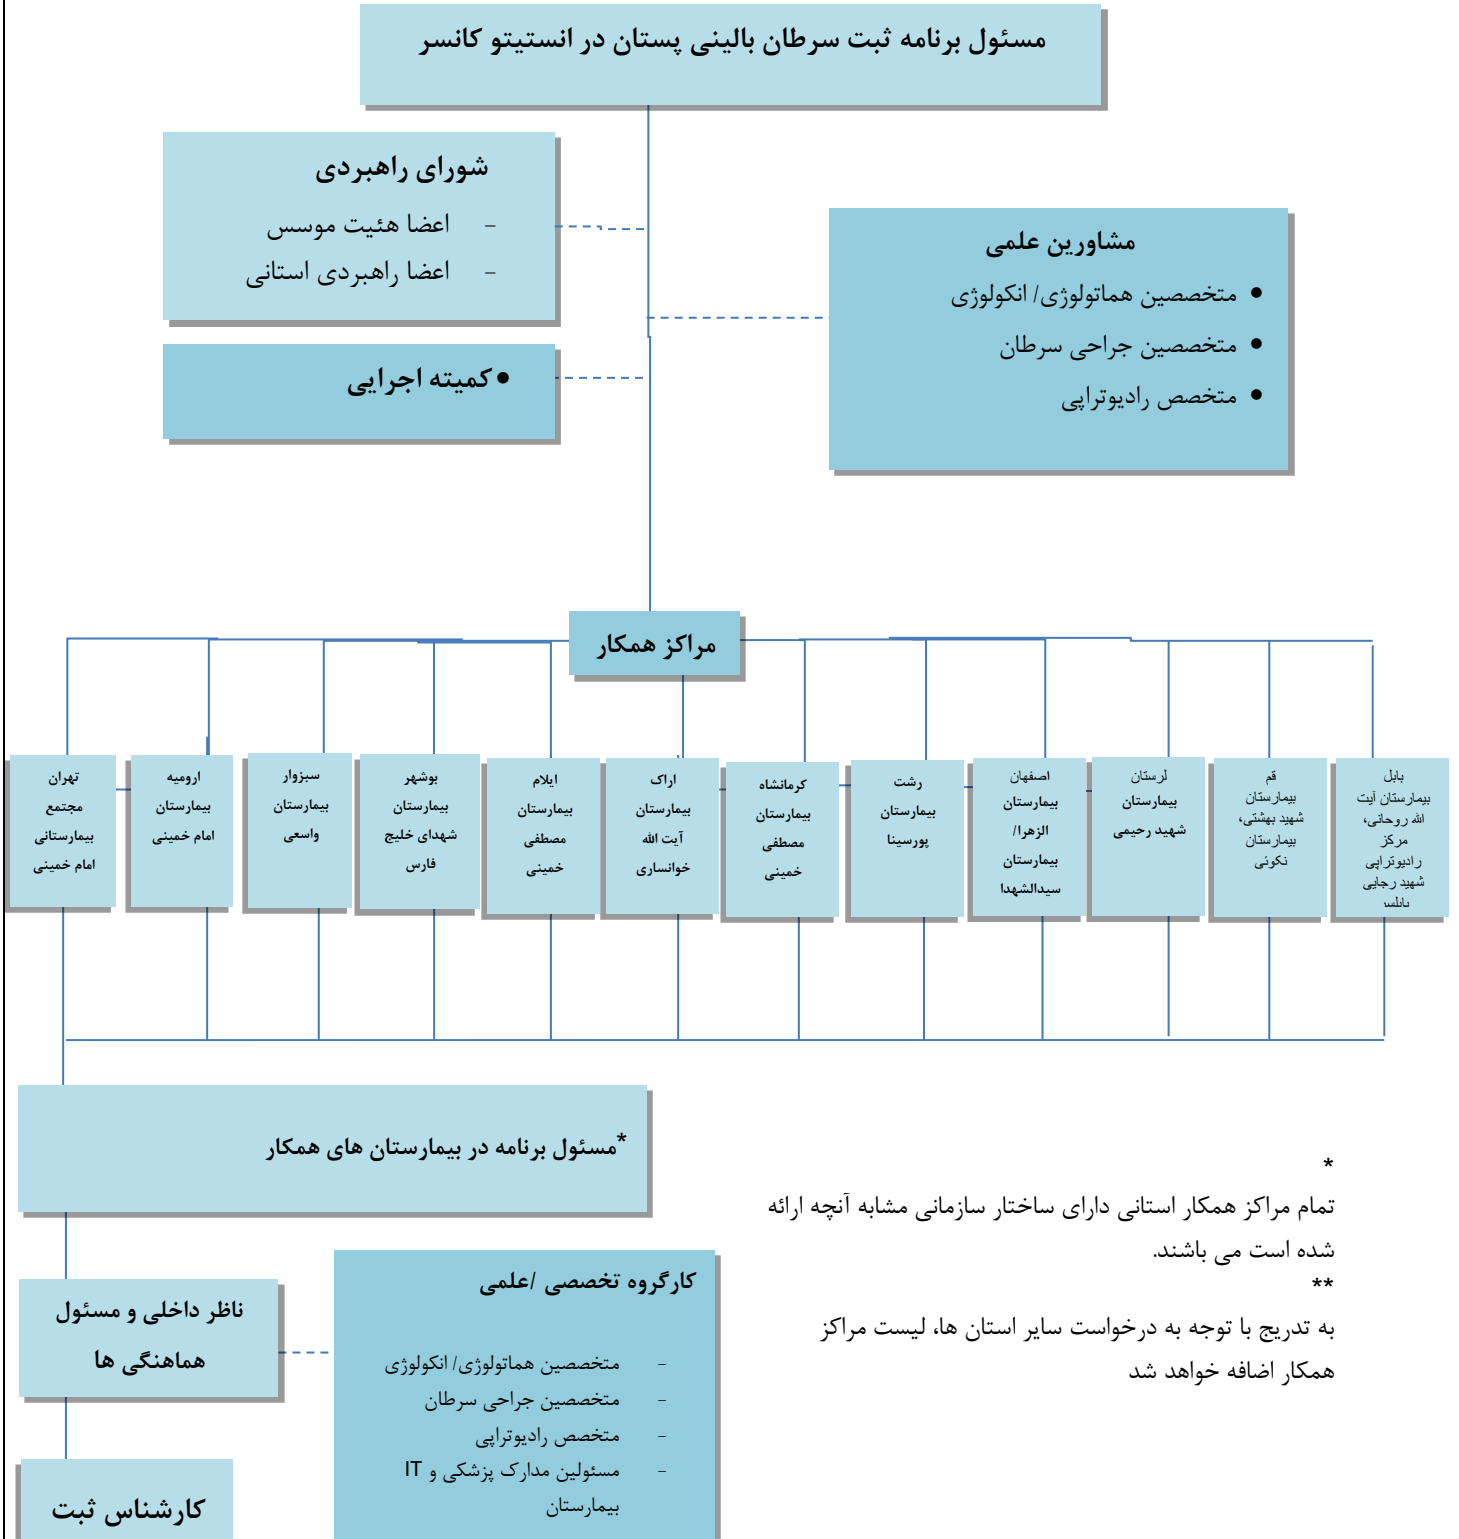 مسئول برنامه ثبت سرطان بالینی پستان در انستیتو کانسر
شورای راهبردی
- اعضا هئیت موسس
- اعضا راهبردی استانی
مشاورین علمی
● متخصصین هماتولوژی/ انکولوژی
● متخصصین جراحی سرطان
● متخصص رادیوتراپی
● کمیته اجرایی
مراکز همکار
تهران
مجتمع
بیمارستانی
امام خمینی
ارومیه
بیمارستان
امام خمینی
سبزوار
بیمارستان
واسعی
بوشهر
بیمارستان
شهدای خلیج
فارس
ایلام
بیمارستان
مصطفی
خمینی
اراک
بیمارستان
آیت الله
خوانساری
کرمانشاه
بیمارستان
مصطفی
خمینی
رشت
بیمارستان
پورسینا
اصفهان
بیمارستان
الزهرا/
بیمارستان
سیدالشهدا
لرستان
بیمارستان
شهید رحیمی
قم
بیمارستان
شهید بهشتی،
بیمارستان
نکوئی
بابل
بیمارستان آیت
الله روحانی،
مرکز
رادیوتراپی
شهید رجایی
بابلسر
*مسئول برنامه در بیمارستان های همکار
*
تمام مراکز همکار استانی دارای ساختار سازمانی مشابه آنچه ارائه
شده است می باشند.
**
به تدریج با توجه به درخواست سایر استان ها، لیست مراکز
همکار اضافه خواهد شد
ناظر داخلی و مسئول
هماهنگی ها
کارگروه تخصصی /علمی
- متخصصین هماتولوژی/ انکولوژی
- متخصصین جراحی سرطان
- متخصص رادیوتراپی
- مسئولین مدارک پزشکی و IT
بیمارستان
کارشناس ثبت